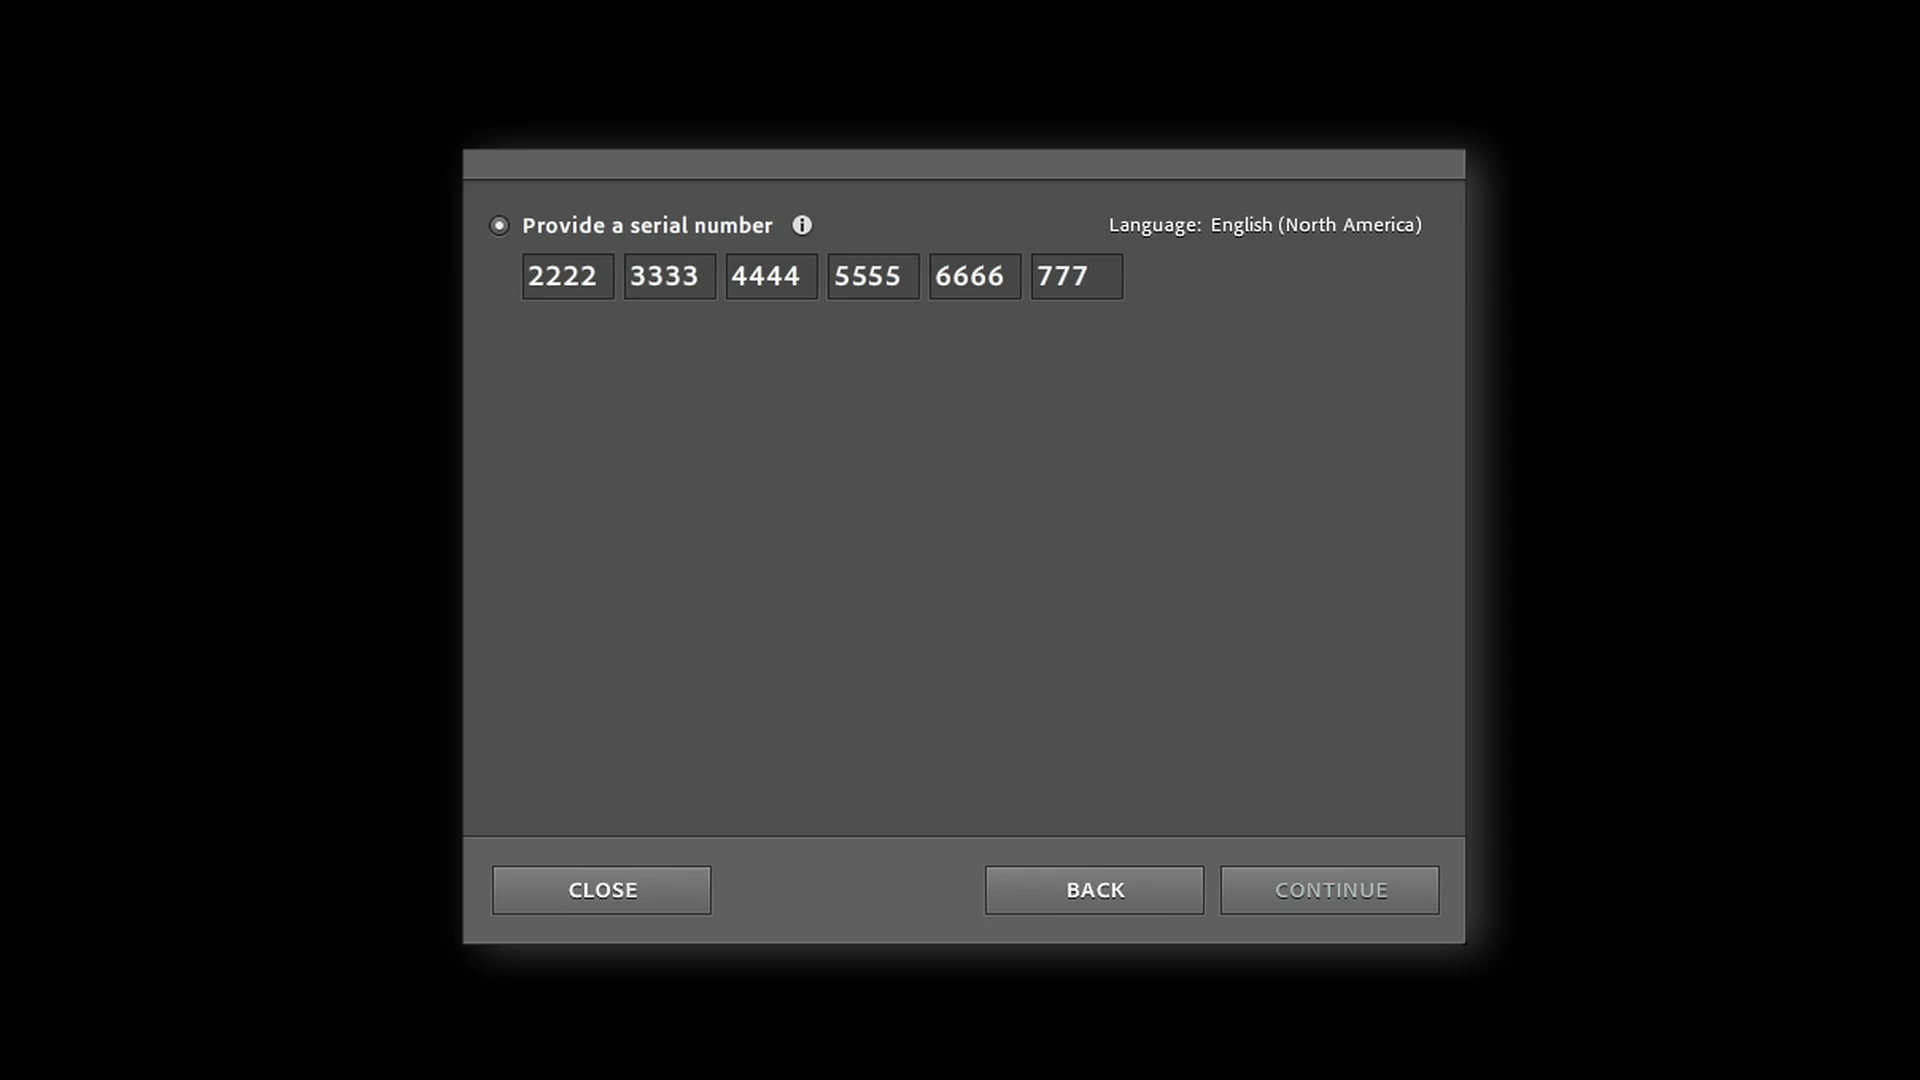 Provide a serial number Language: English (North America)
2222 3333 4444 5555 6666 777
CLOSE BACK CONTINUE